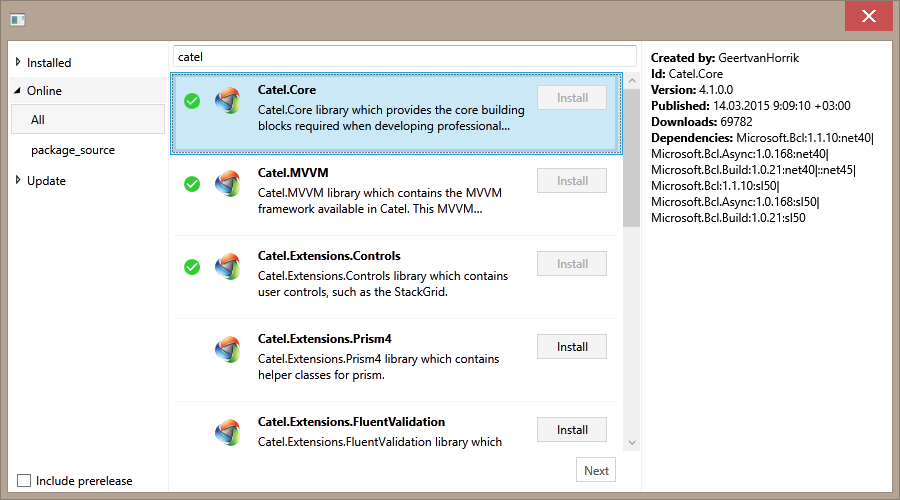 Installed
Online
All
package_source
Update
Include prerelease
catel
Catel.Core
Catel.Core library which provides the core building
blocks required when developing professional...
Install
Catel.MVVM
Catel.MVVM library which contains the MVVM
framework available in Catel. This MVVM...
Install
Catel.Extensions.Controls
Catel.Extensions.Controls library which contains
user controls, such as the StackGrid.
Install
Catel.Extensions.Prism4
Catel.Extensions.Prism4 library which contains
helper classes for prism.
Install
Catel.Extensions.FluentValidation
Catel.Extensions.FluentValidation library which
Install
Next
Created by: GeertvanHorrik
Id: Catel.Core
Version: 4.1.0.0
Published: 14.03.2015 9:09:10 +03:00
Downloads: 69782
Dependencies: Microsoft.Bcl:1.1.10:net40|
Microsoft.Bcl.Async:1.0.168:net40|
Microsoft.Bcl.Build:1.0.21:net40|::net45|
Microsoft.Bcl:1.1.10:sl50|
Microsoft.Bcl.Async:1.0.168:sl50|
Microsoft.Bcl.Build:1.0.21:sl50